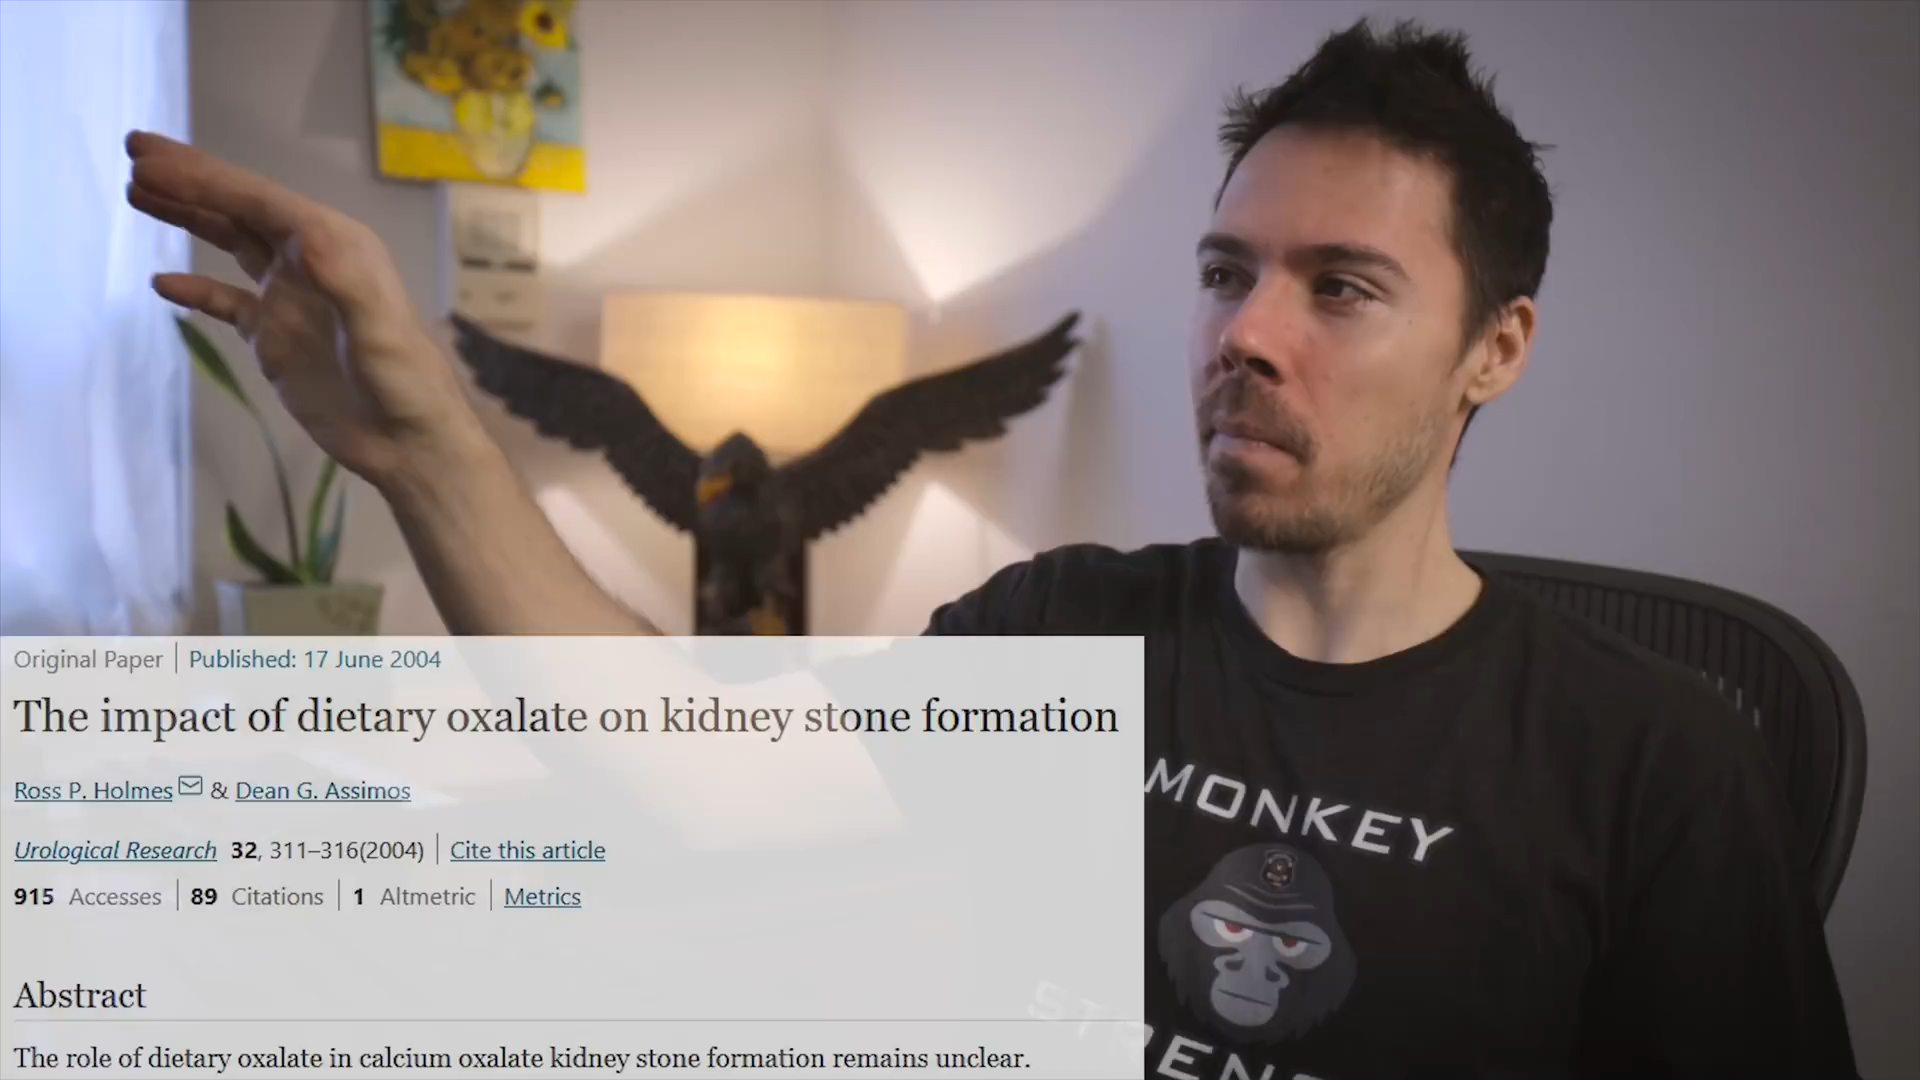 Original Paper | Published: 17 June 2004
The impact of dietary oxalate on kidney stone formation
Ross P. Holmes & Dean G. Assimos
Urological Research 32, 311–316(2004) | Cite this article
915 Accesses | 89 Citations | 1 Altmetric | Metrics
Abstract
The role of dietary oxalate in calcium oxalate kidney stone formation remains unclear.
MONKEY